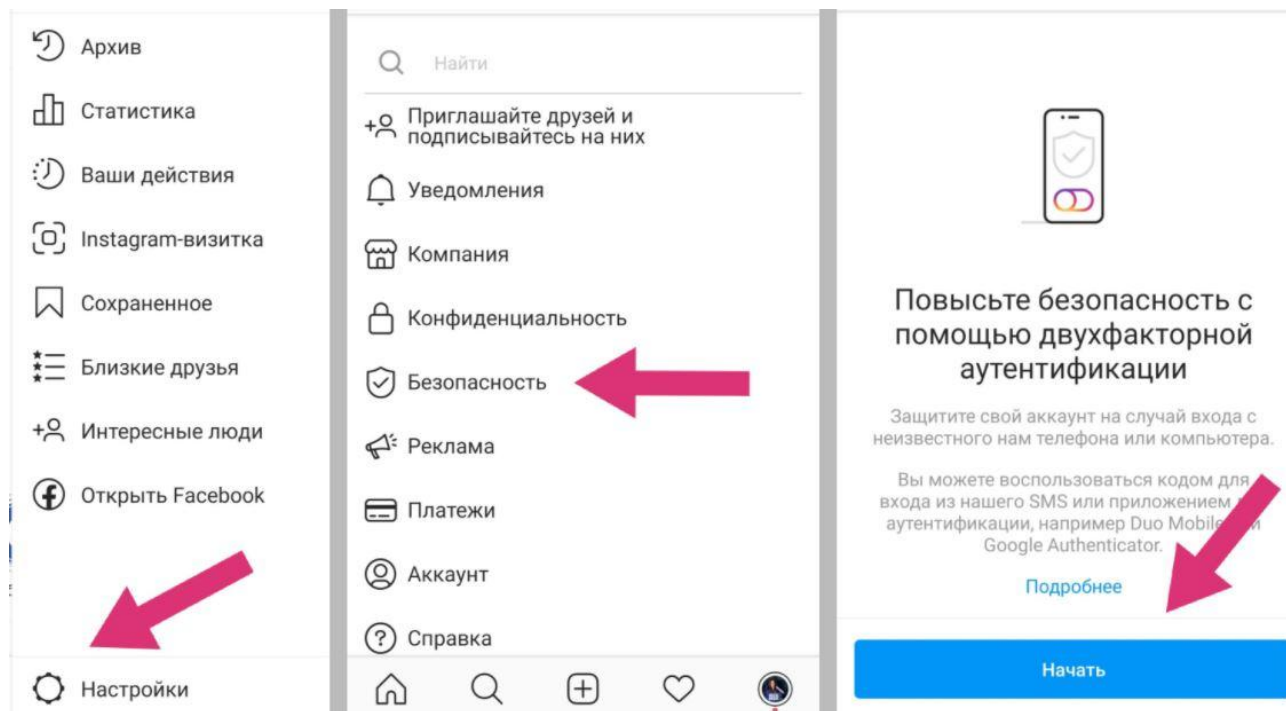 Архив
Статистика
Ваши действия
Instagram-визитка
Сохраненное
Близкие друзья
Интересные люди
Открыть Facebook
Настройки
Найти
Приглашайте друзей и
подписывайтесь на них
Уведомления
Компания
Конфиденциальность
Безопасность
Реклама
Платежи
Аккаунт
Справка
Повысьте безопасность с
помощью двухфакторной
аутентификации
Защитите свой аккаунт на случай входа с
неизвестного нам телефона или компьютера.
Вы можете воспользоваться кодом для
входа из нашего SMS или приложением
аутентификации, например Duo Mobile
Google Authenticator.
Подробнее
Начать